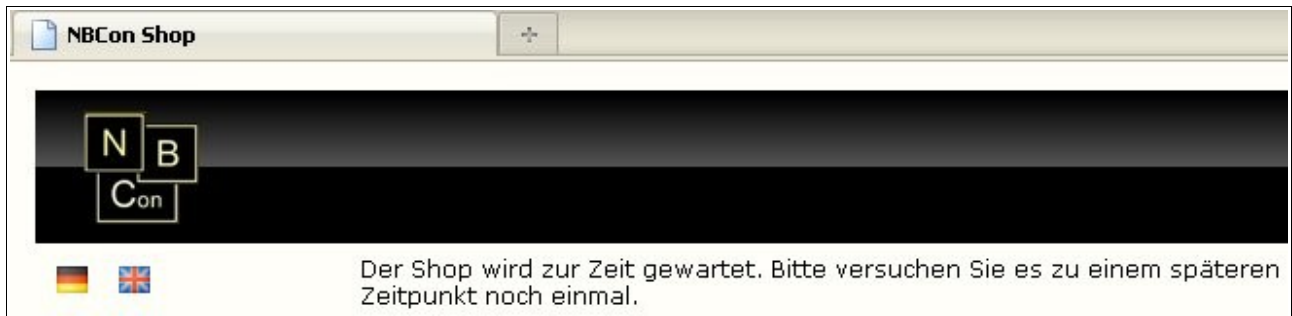 NBCon Shop
N B
Con
Der Shop wird zur Zeit gewartet. Bitte versuchen Sie es zu einem späteren
Zeitpunkt noch einmal.